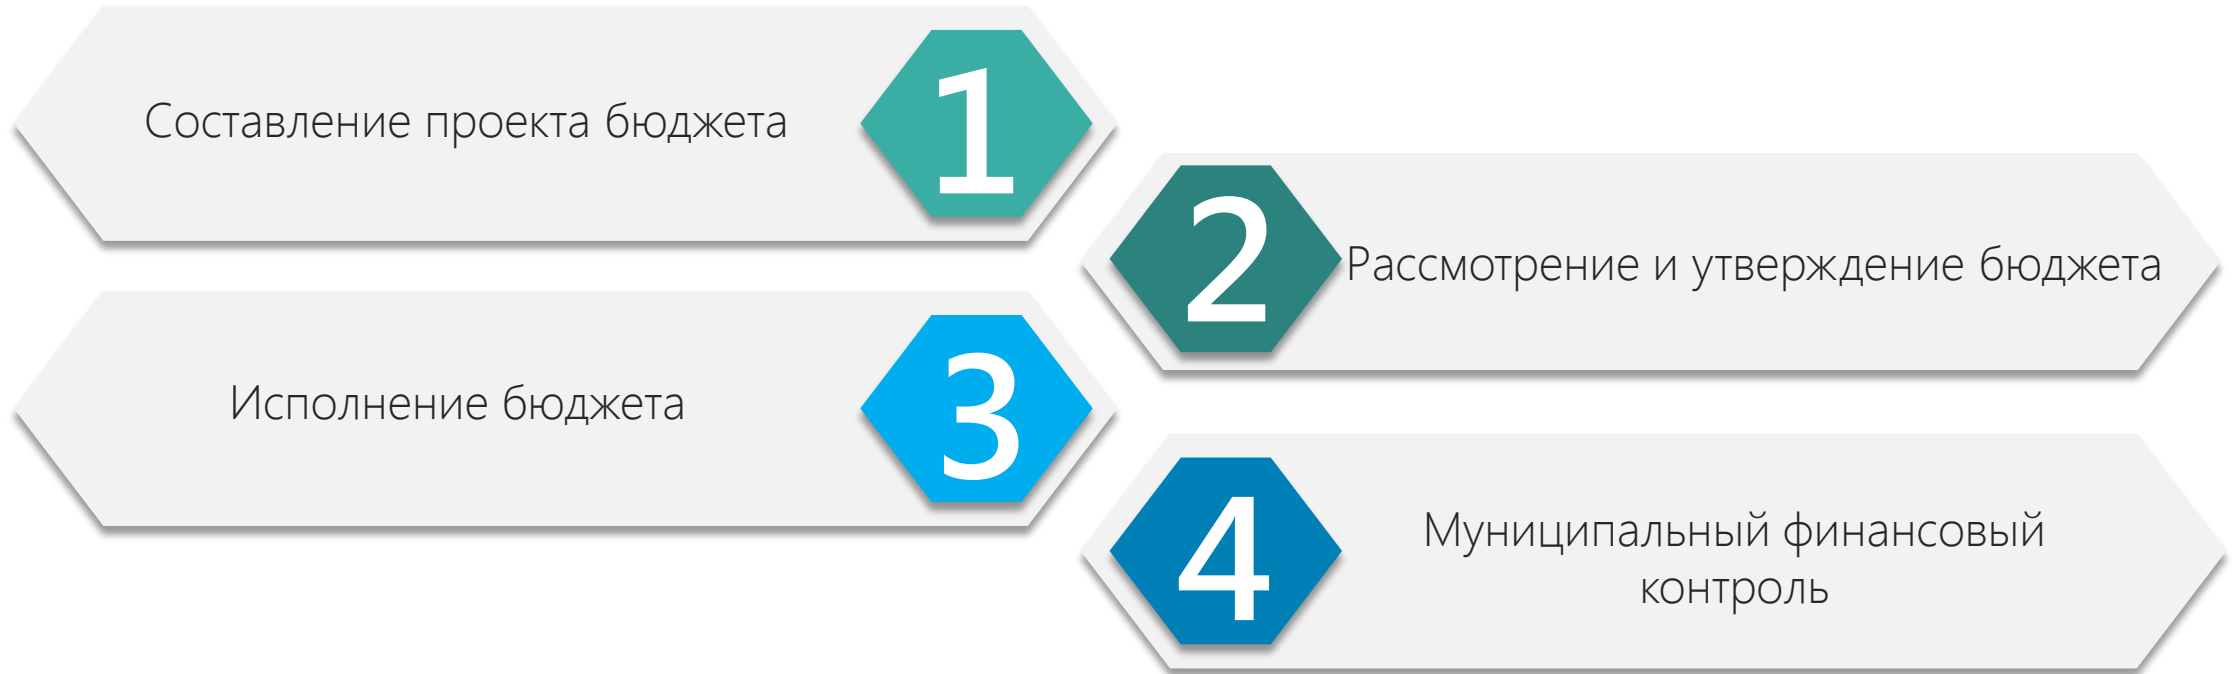 Составление проекта бюджета
1
2
Рассмотрение и утверждение бюджета
Исполнение бюджета
3
4
Муниципальный финансовый
контроль